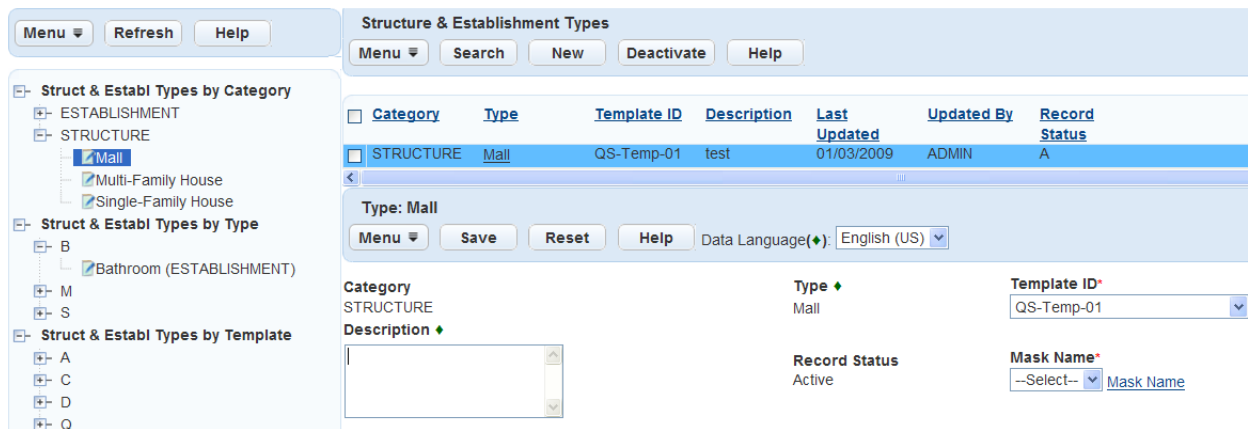 Menu Refresh Help
Struct & Establ Types by Category
ESTABLISHMENT
STRUCTURE
Mall
Multi-Family House
Single-Family House
Struct & Establ Types by Type
B
Bathroom (ESTABLISHMENT)
M
S
Struct & Establ Types by Template
A
C
D
Q
Structure & Establishment Types
Menu Search New Deactivate Help
Category Type Template ID Description Last Updated Updated By Record Status
STRUCTURE Mall QS-Temp-01 test 01/03/2009 ADMIN A
Type: Mall
Menu Save Reset Help Data Language(♦): English (US)
Category Type ♦ Template ID*
STRUCTURE Mall QS-Temp-01
Description ♦
Record Status Mask Name*
Active --Select-- Mask Name